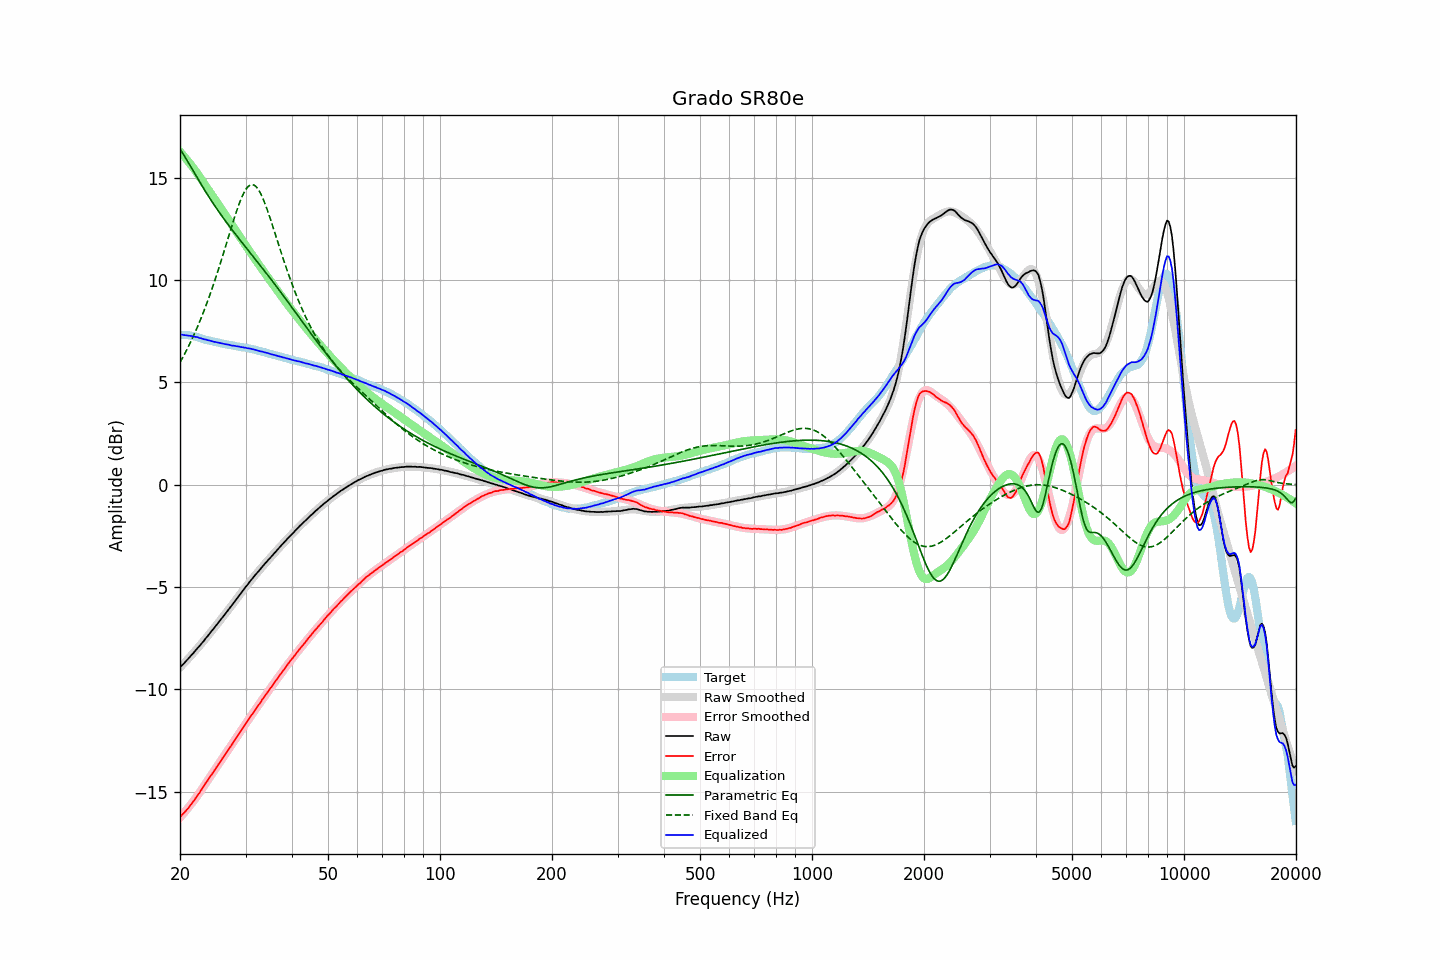 Grado SR80e
Amplitude (dBr)
15
10
5
0
−5
−10
−15
Target
Raw Smoothed
Error Smoothed
Raw
Error
Equalization
Parametric Eq
Fixed Band Eq
Equalized
20 50 100 200 500 1000 2000 5000 10000 20000
Frequency (Hz)